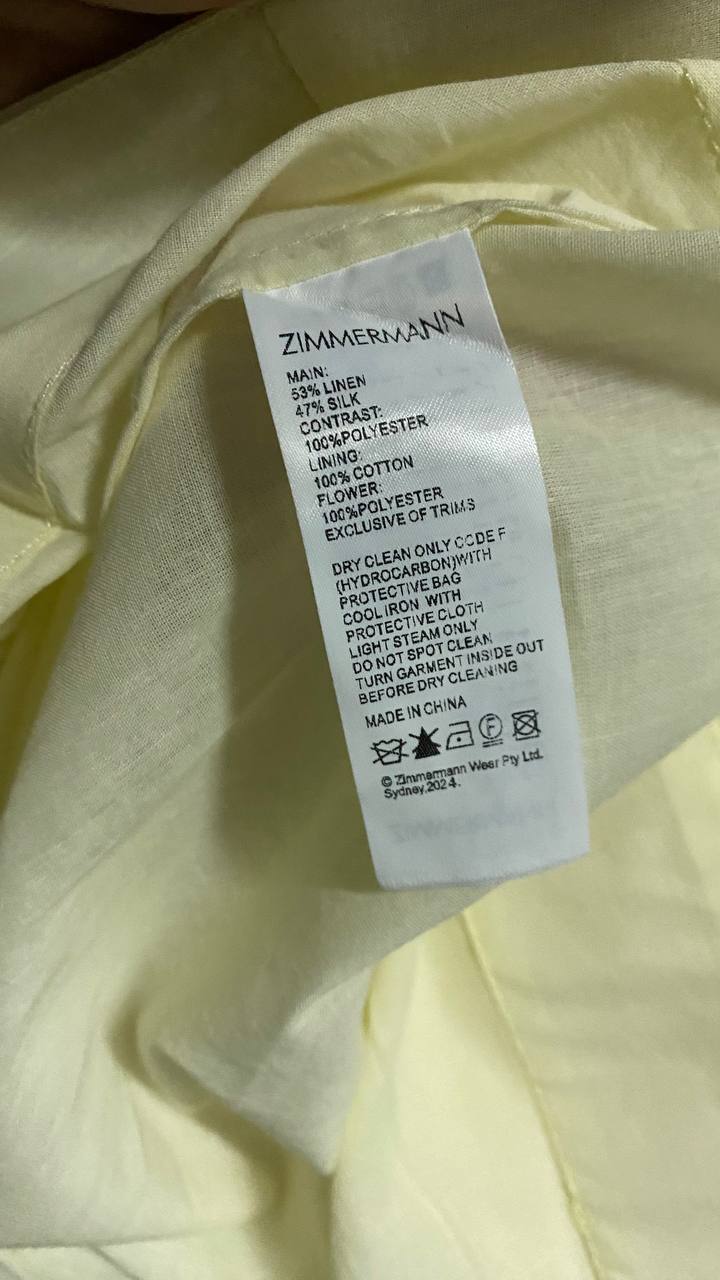 ZIMMERMANN
MAIN:
53% LINEN
47% SILK
CONTRAST:
100%POLYESTER
LINING:
100% COTTON
FLOWER:
100%POLYESTER
EXCLUSIVE OF TRIMS
DRY CLEAN ONLY CODE F
(HYDROCARBON)WITH
PROTECTIVE BAG
COOL IRON WITH
PROTECTIVE CLOTH
LIGHT STEAM ONLY
DO NOT SPOT CLEAN
TURN GARMENT INSIDE OUT
BEFORE DRY CLEANING
MADE IN CHINA
F
© Zimmermann Wear Pty Ltd.
Sydney.2024.